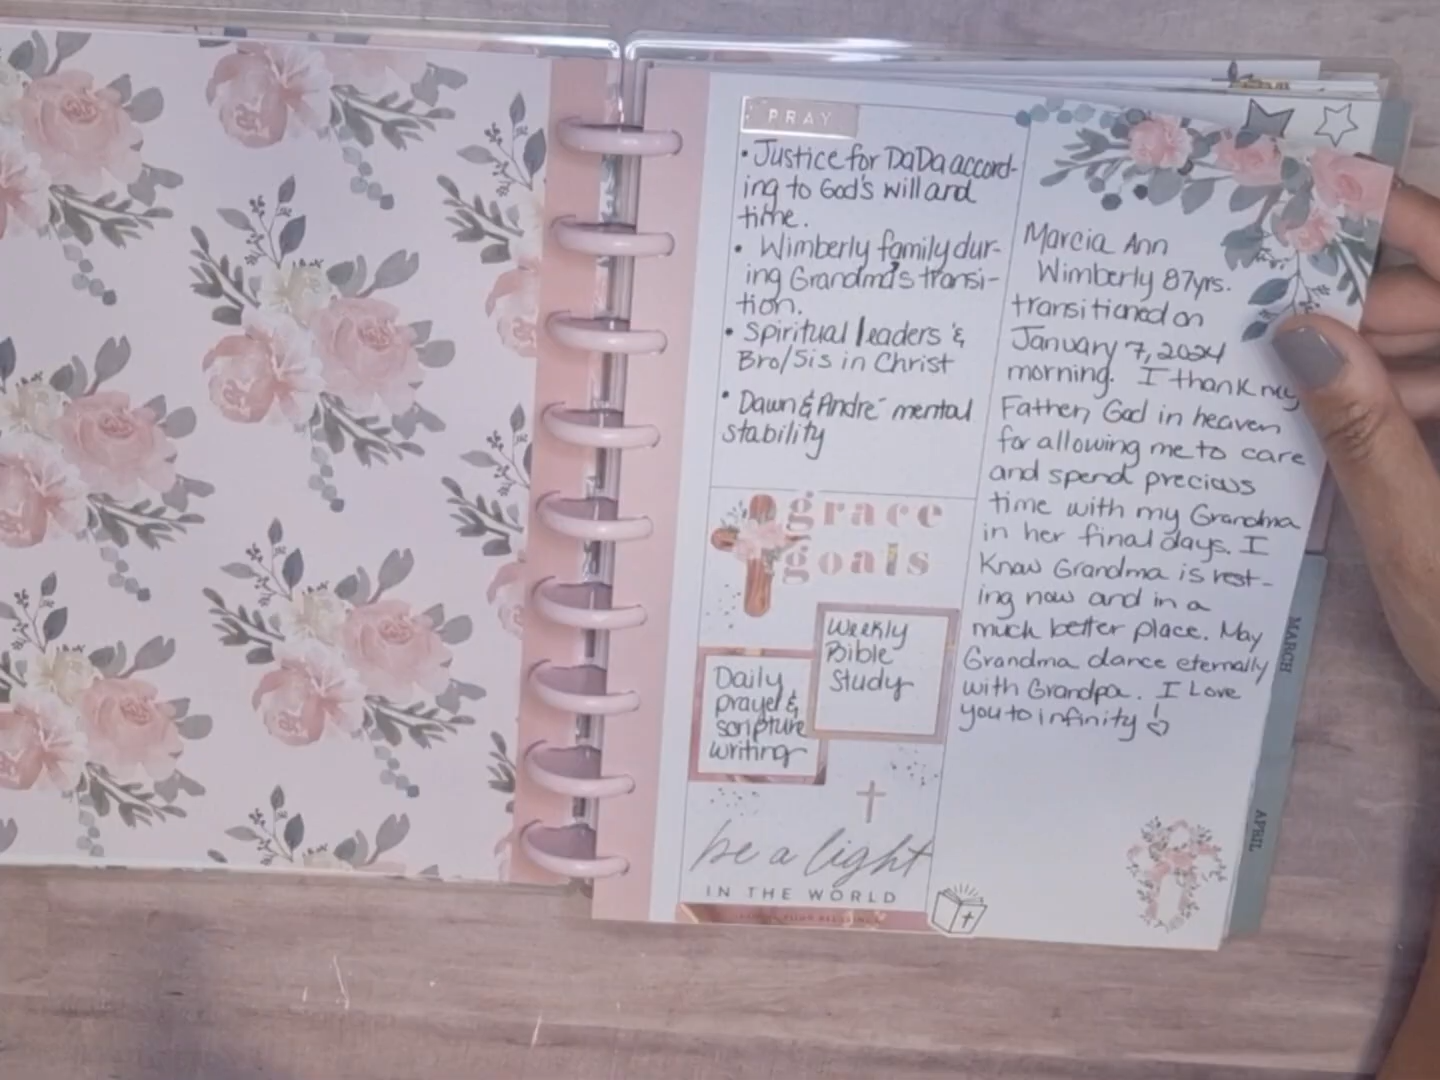 PRAY
• Justice for DaDa accord-
ing to God's will and
time.
• Wimberly family dur-
ing Grandma's transi-
tion.
• Spiritual leaders &
Bro/Sis in Christ
• Dawn & Andre - mental
stability
grace
goals
Weekly
Bible
Study
Daily
prayer &
scripture
writing
be a light
IN THE WORLD
Marcia Ann
Wimberly 87yrs.
transitioned on
January 7, 2024
morning. I thank my
Father, God in heaven
for allowing me to care
and spend precious
time with my Grandma
in her final days. I
Know Grandma is rest-
ing now and in a
much better place. May
Grandma dance eternally
with Grandpa. I Love
you to infinity! ♡
MARCH
APRIL